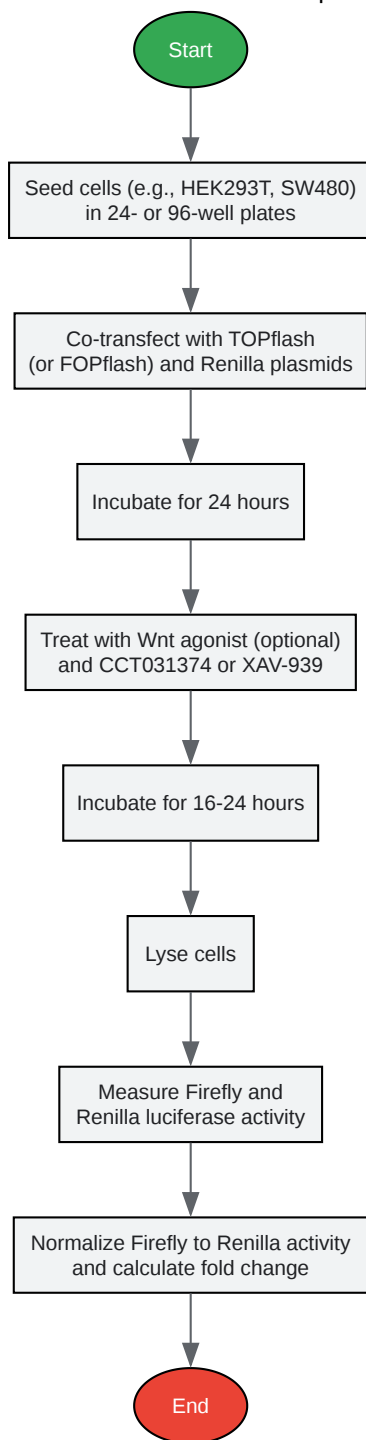 Start
Seed cells (e.g., HEK293T, SW480)
in 24- or 96-well plates
Co-transfect with TOPflash
(or FOPflash) and Renilla plasmids
Incubate for 24 hours
Treat with Wnt agonist (optional)
and CCT031374 or XAV-939
Incubate for 16-24 hours
Lyse cells
Measure Firefly and
Renilla luciferase activity
Normalize Firefly to Renilla activity
and calculate fold change
End